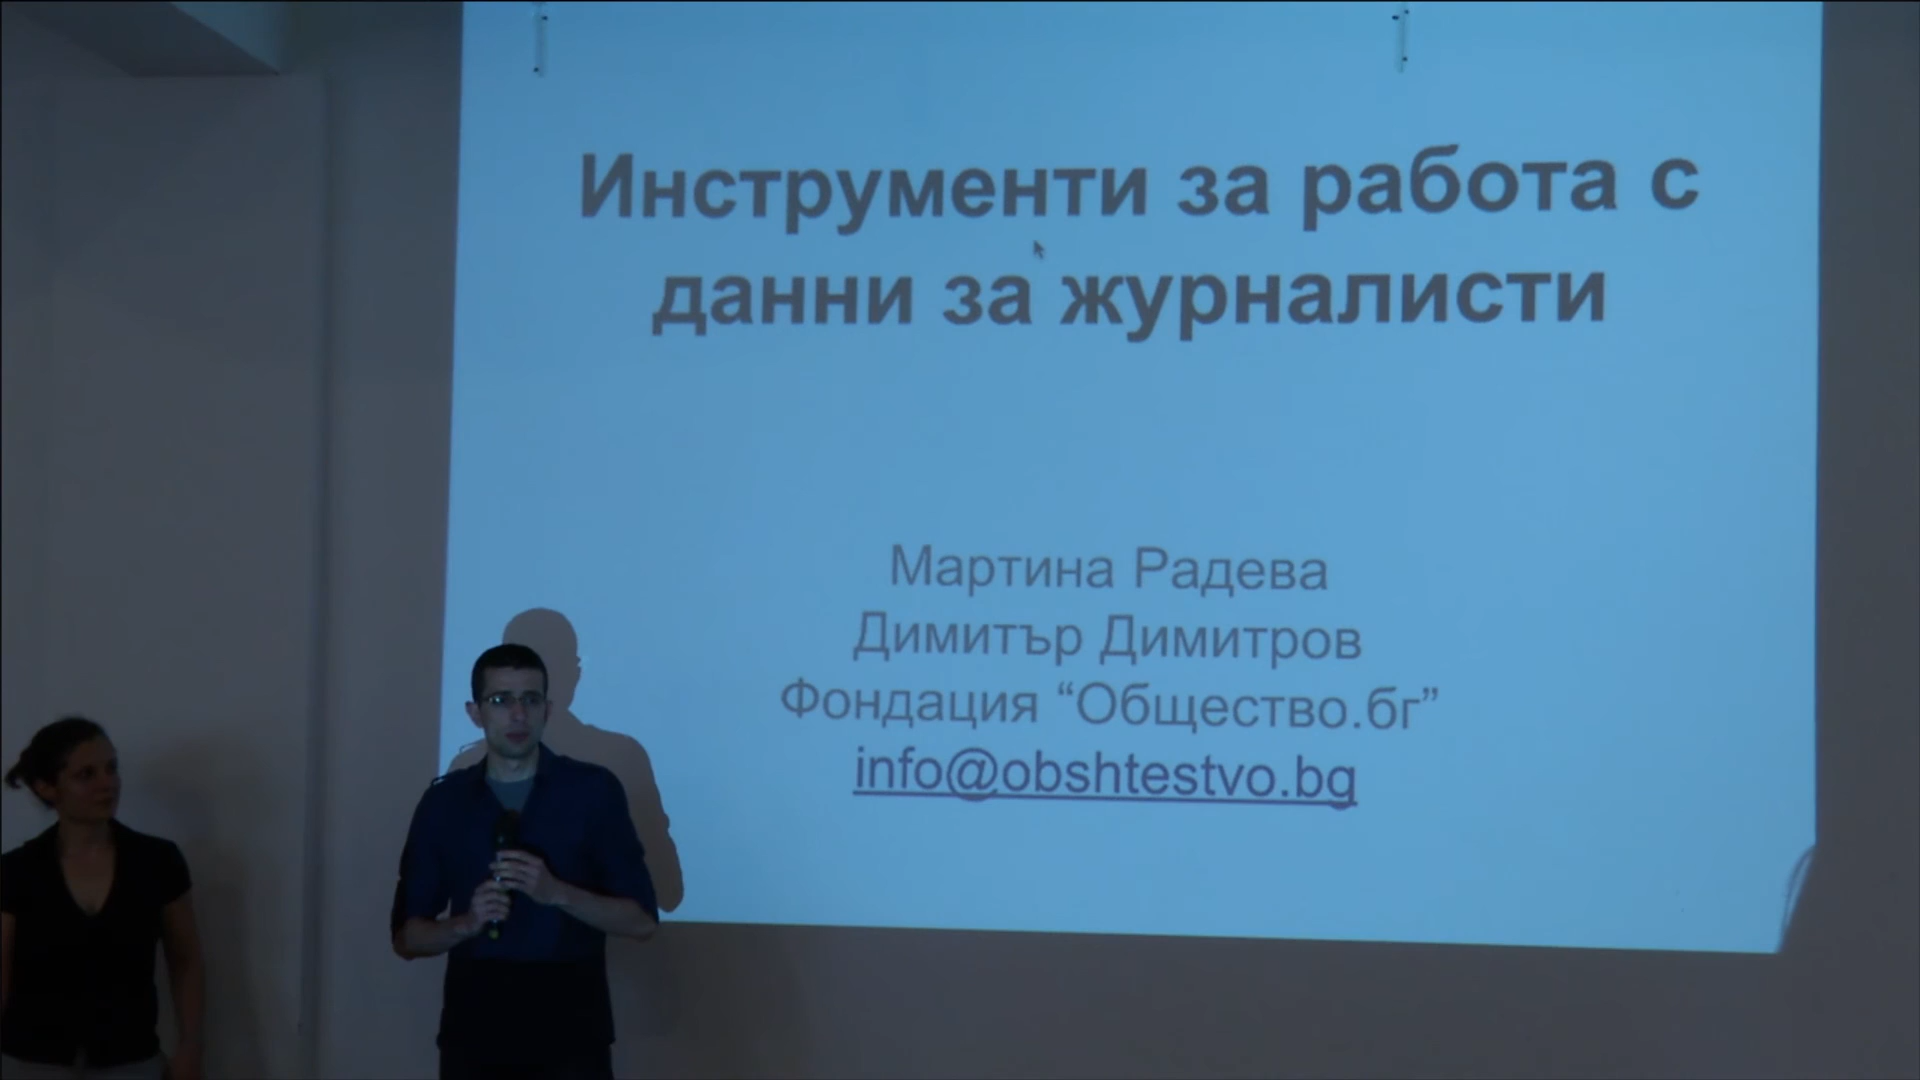 Инструменти за работа с
данни за журналисти
Мартина Радева
Димитър Димитров
Фондация “Общество.бг”
info@obshtestvo.bg